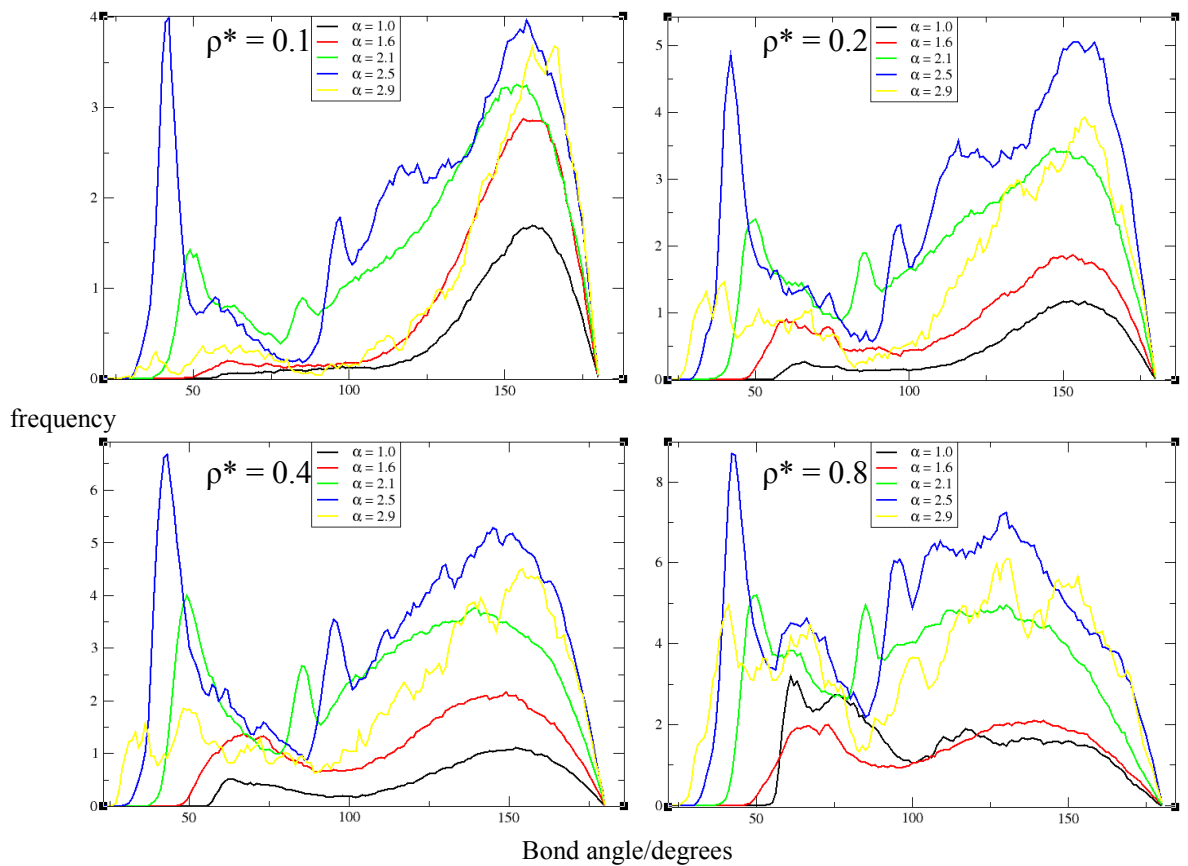 ρ* = 0.1
α = 1.0
α = 1.6
α = 2.1
α = 2.5
α = 2.9
4
3
2
1
0
50
100
150
ρ* = 0.2
α = 1.0
α = 1.6
α = 2.1
α = 2.5
α = 2.9
5
4
3
2
1
0
50
100
150
frequency
ρ* = 0.4
α = 1.0
α = 1.6
α = 2.1
α = 2.5
α = 2.9
6
5
4
3
2
1
0
50
100
150
ρ* = 0.8
α = 1.0
α = 1.6
α = 2.1
α = 2.5
α = 2.9
8
6
4
2
0
50
100
150
Bond angle/degrees